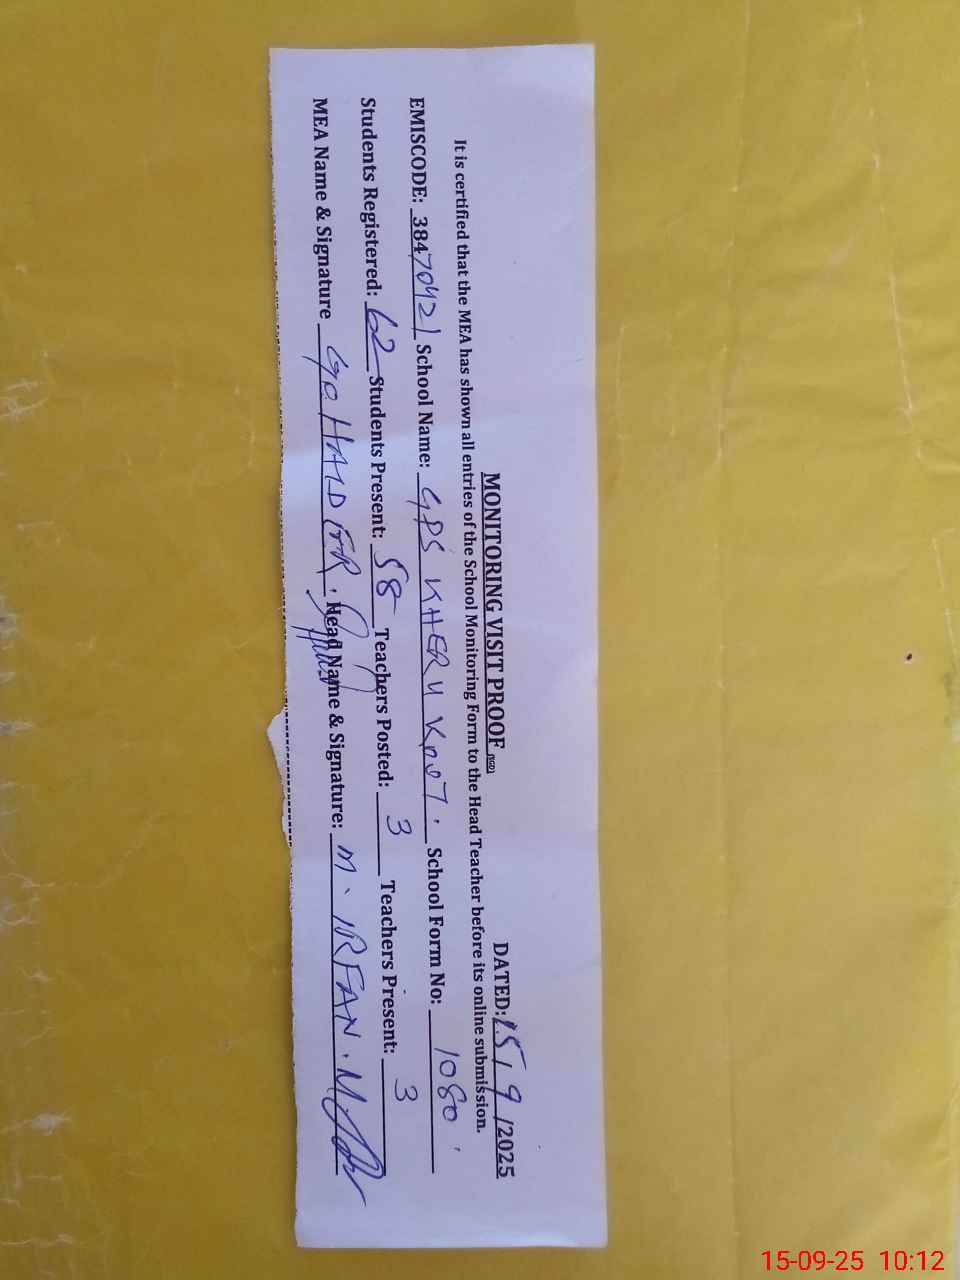 MONITORING VISIT PROOF (SGD) DATED: 15 / 9 /2025
It is certified that the MEA has shown all entries of the School Monitoring Form to the Head Teacher before its online submission.
EMISCODE: 38470421 School Name: GPS KHERU KOOT. School Form No: 1080
Students Registered: 62 Students Present: 58 Teachers Posted: 3 Teachers Present: 3
MEA Name & Signature HAIDER. Head Name & Signature: M. IRFAN.
15-09-25 10:12